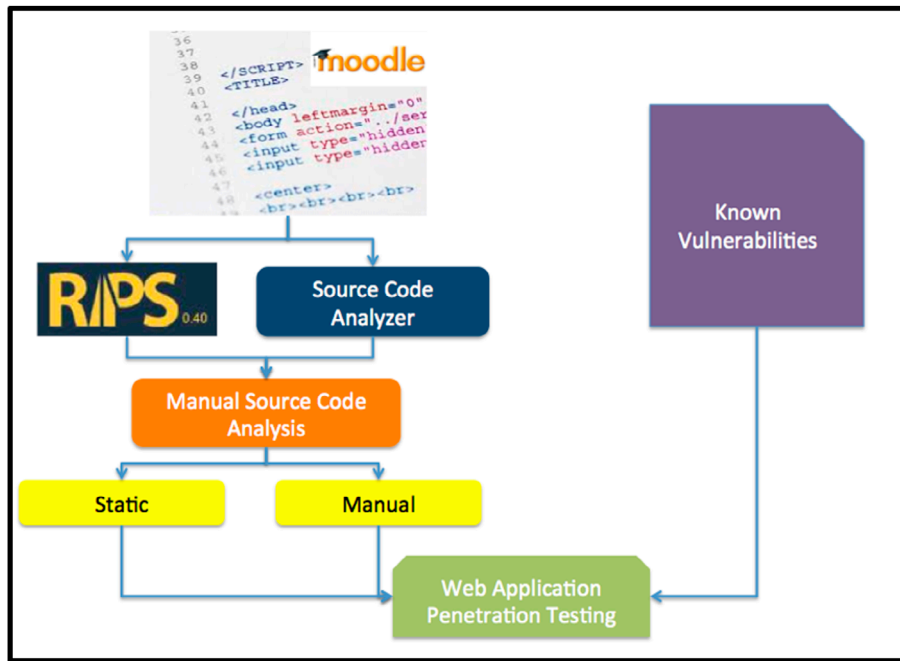 36
37
38
39 </SCRIPT>
40 <TITLE>
41
42 </head>
43 <body leftmargin="0"
44 <form action="../ser
45 <input type="hidden
46 <input type="hidden
47
48 <center>
<br><br><br><br>
moodle
RIPS 0.40
Source Code
Analyzer
Known
Vulnerabilities
Manual Source Code
Analysis
Static
Manual
Web Application
Penetration Testing